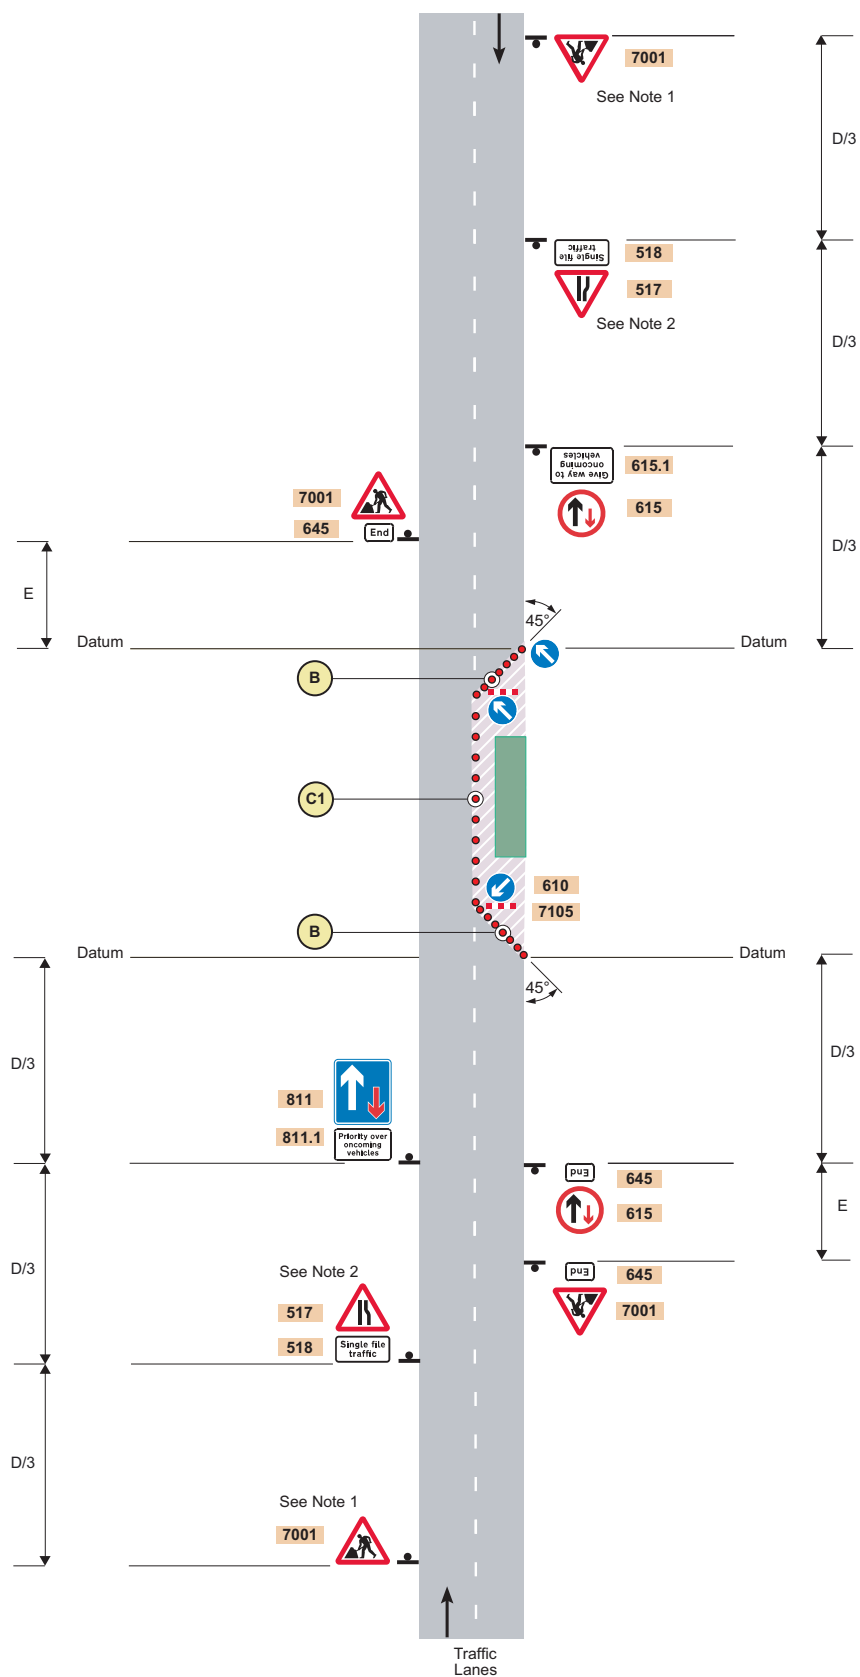 7001
See Note 1
D/3
Single file
traffic
518
517
See Note 2
D/3
Give way to
oncoming
vehicles
615.1
615
D/3
7001
645
End
E
45°
Datum
Datum
B
C1
610
7105
B
Datum
Datum
45°
D/3
D/3
811
811.1
Priority over
oncoming
vehicles
End
645
615
E
D/3
End
645
7001
See Note 2
517
518
Single file
traffic
D/3
See Note 1
7001
Traffic
Lanes